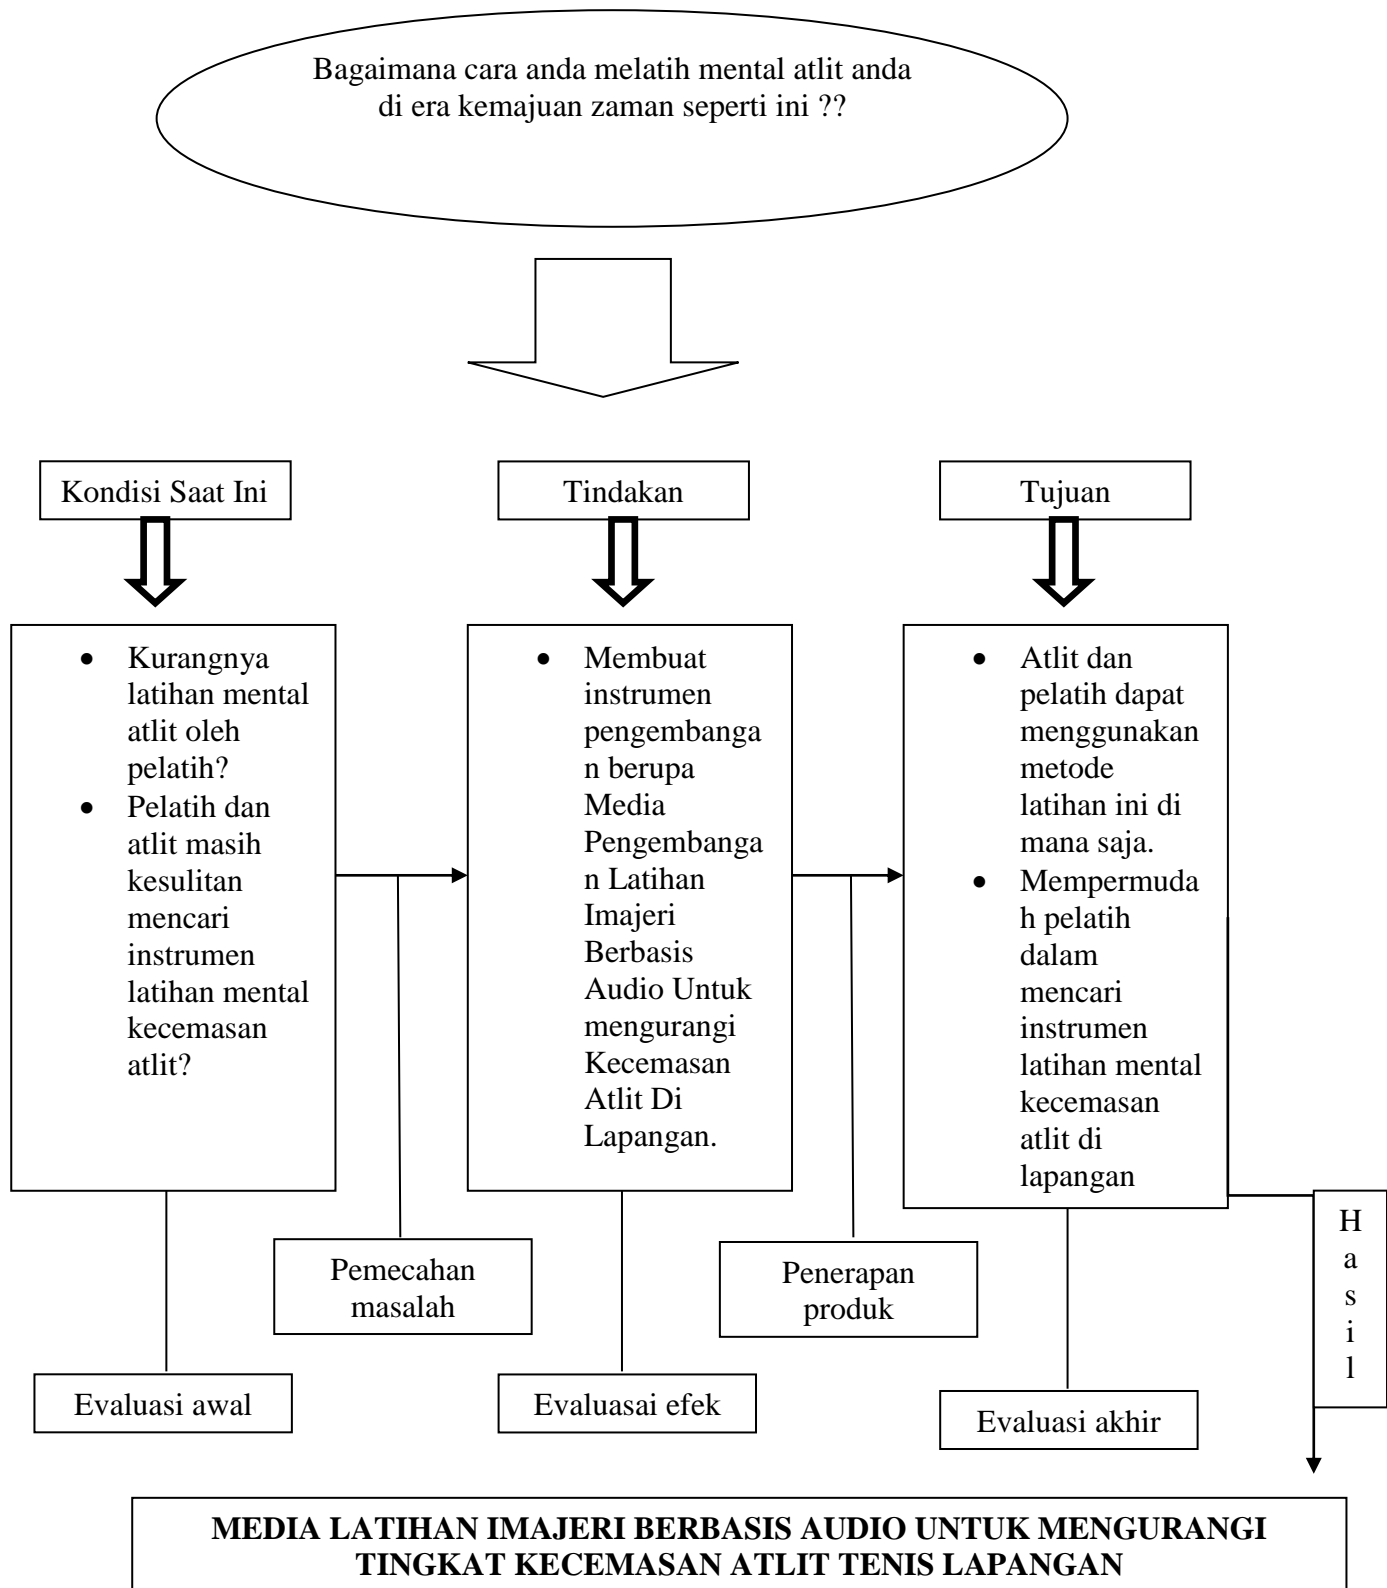 Bagaimana cara anda melatih mental atlit anda
di era kemajuan zaman seperti ini ??
Kondisi Saat Ini
Tindakan
Tujuan
• Kurangnya
latihan mental
atlit oleh
pelatih?
• Pelatih dan
atlit masih
kesulitan
mencari
instrumen
latihan mental
kecemasan
atlit?
• Membuat
instrumen
pengembanga
n berupa
Media
Pengembanga
n Latihan
Imajeri
Berbasis
Audio Untuk
mengurangi
Kecemasan
Atlit Di
Lapangan.
• Atlit dan
pelatih dapat
menggunakan
metode
latihan ini di
mana saja.
• Mempermuda
h pelatih
dalam
mencari
instrumen
latihan mental
kecemasan
atlit di
lapangan
H
a
s
i
l
Pemecahan
masalah
Penerapan
produk
Evaluasi awal
Evaluasai efek
Evaluasi akhir
MEDIA LATIHAN IMAJERI BERBASIS AUDIO UNTUK MENGURANGI
TINGKAT KECEMASAN ATLIT TENIS LAPANGAN